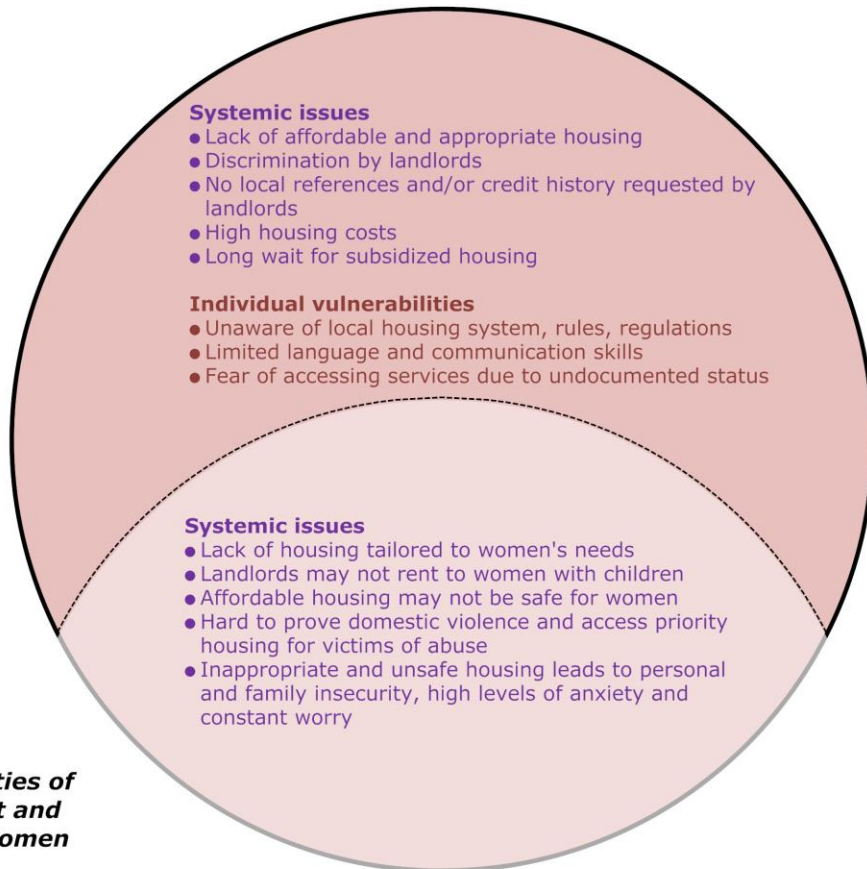 Systemic issues
● Lack of affordable and appropriate housing
● Discrimination by landlords
● No local references and/or credit history requested by
landlords
● High housing costs
● Long wait for subsidized housing
Individual vulnerabilities
● Unaware of local housing system, rules, regulations
● Limited language and communication skills
● Fear of accessing services due to undocumented status
Systemic issues
● Lack of housing tailored to women's needs
● Landlords may not rent to women with children
● Affordable housing may not be safe for women
● Hard to prove domestic violence and access priority
housing for victims of abuse
● Inappropriate and unsafe housing leads to personal
and family insecurity, high levels of anxiety and
constant worry
of
and